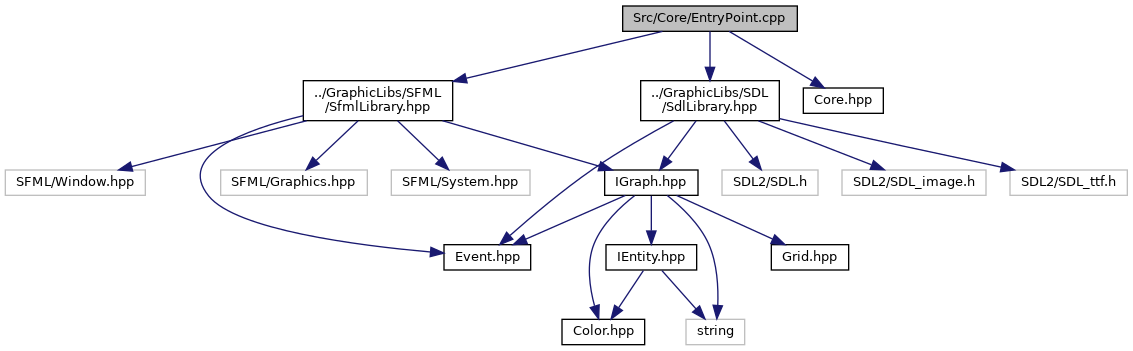 Src/Core/EntryPoint.cpp
../GraphicLibs/SFML
/SfmlLibrary.hpp
../GraphicLibs/SDL
/SdlLibrary.hpp
Core.hpp
SFML/Window.hpp
SFML/Graphics.hpp
SFML/System.hpp
IGraph.hpp
SDL2/SDL.h
SDL2/SDL_image.h
SDL2/SDL_ttf.h
Event.hpp
IEntity.hpp
Grid.hpp
Color.hpp
string